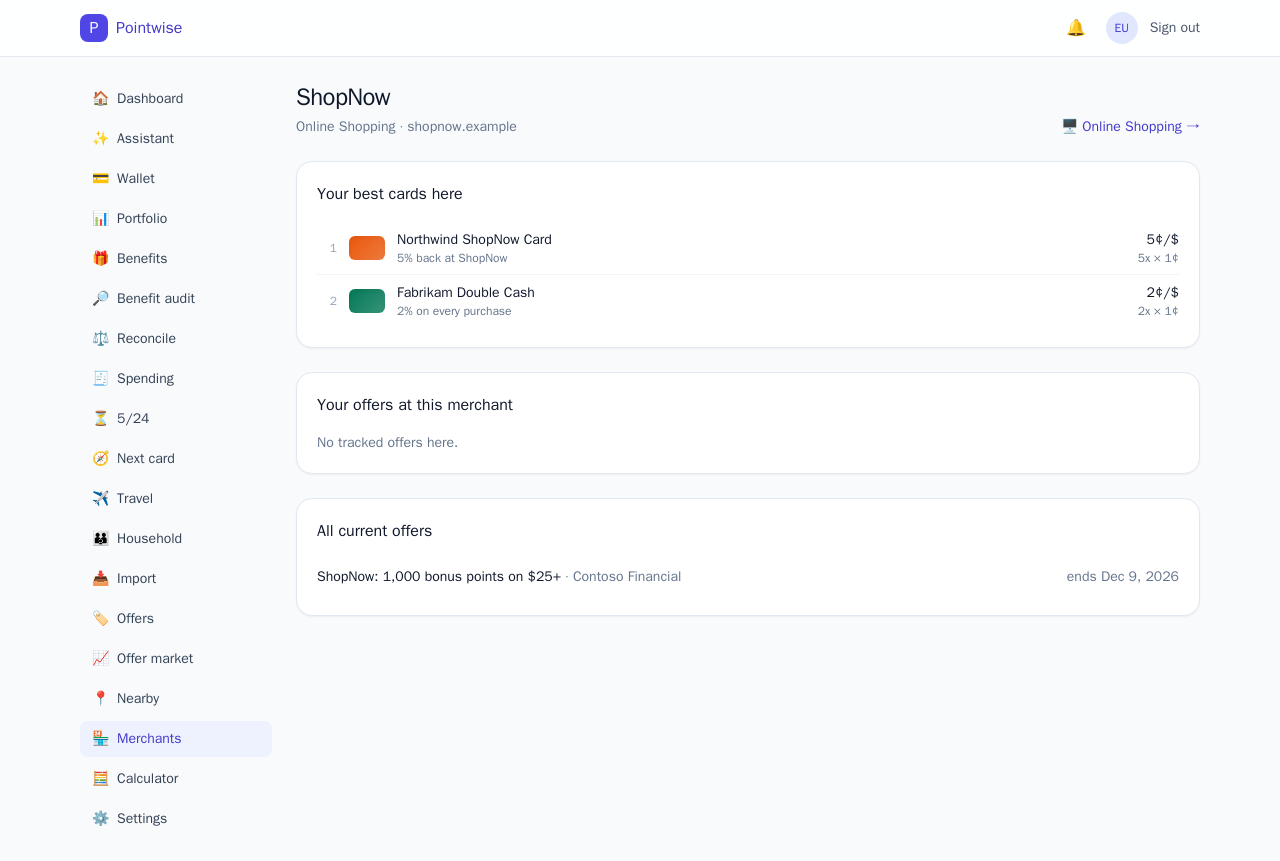 P Pointwise
EU Sign out
Dashboard
Assistant
Wallet
Portfolio
Benefits
Benefit audit
Reconcile
Spending
5/24
Next card
Travel
Household
Import
Offers
Offer market
Nearby
Merchants
Calculator
Settings
ShopNow
Online Shopping · shopnow.example
Online Shopping →
Your best cards here
1 Northwind ShopNow Card 5¢/$
5% back at ShopNow 5x × 1¢
2 Fabrikam Double Cash 2¢/$
2% on every purchase 2x × 1¢
Your offers at this merchant
No tracked offers here.
All current offers
ShopNow: 1,000 bonus points on $25+ · Contoso Financial ends Dec 9, 2026